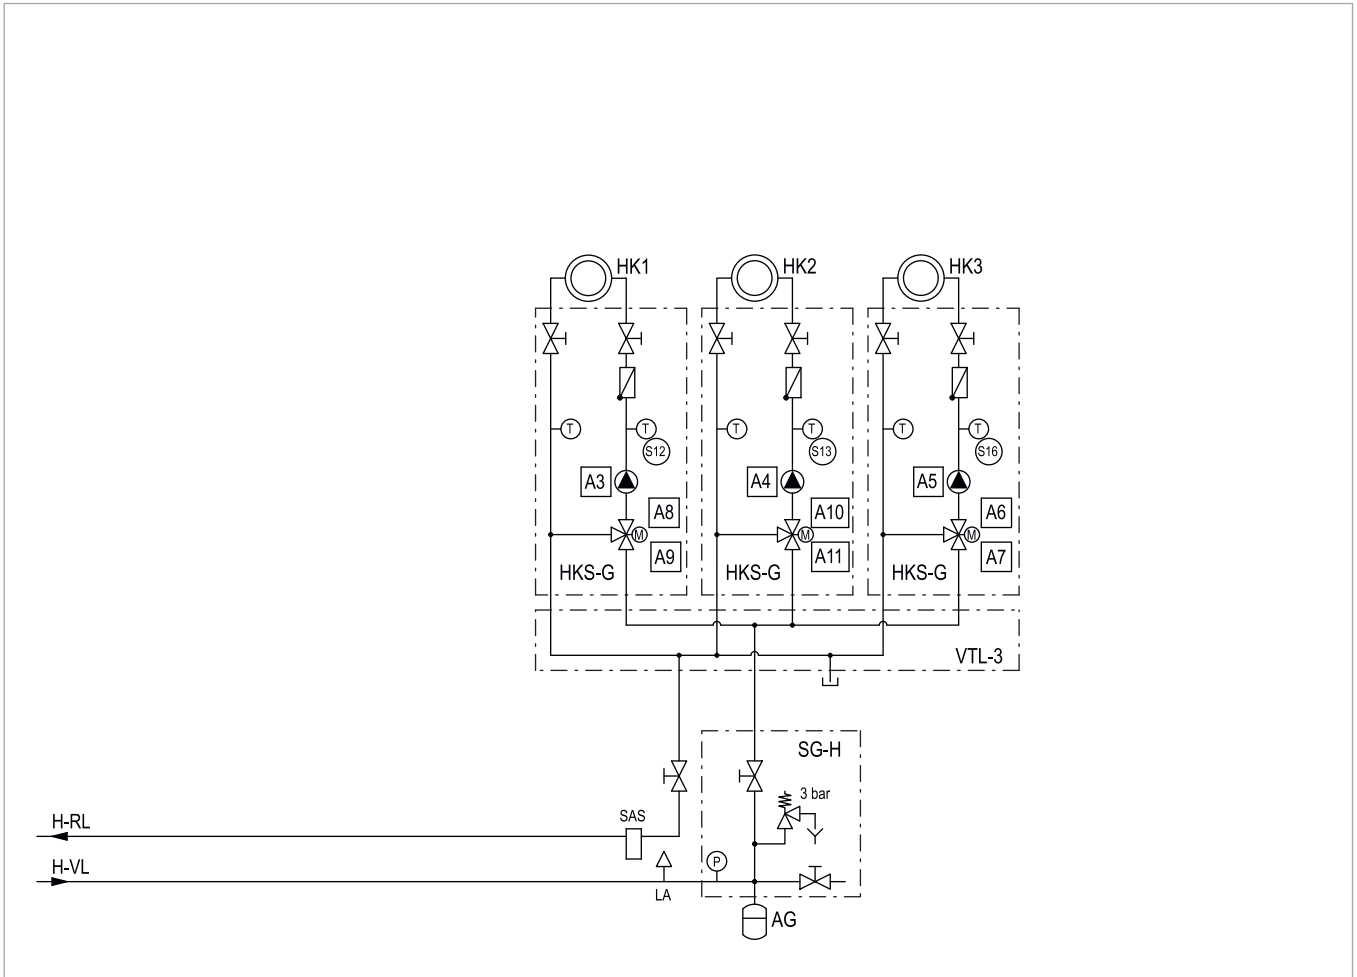 HK1 HK2 HK3
T T T T T T
S12 S13 S16
A3 A4 A5
A8 A10 A6
M M M
A9 A11 A7
HKS-G HKS-G HKS-G
VTL-3
SG-H
3 bar
SAS
H-RL
P
H-VL
LA
AG